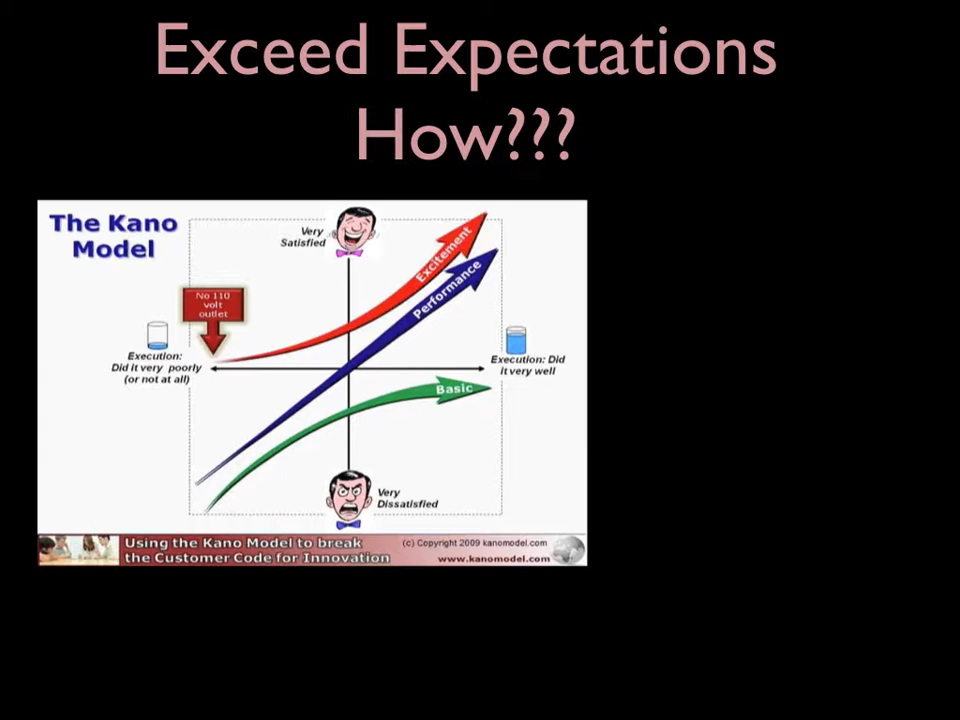 Exceed Expectations
How???
The Kano
Model
Very
Satisfied
Excitement
Performance
No 110
volt
outlet
Execution:
Did it very poorly
(or not at all)
Execution: Did
it very well
Basic
Very
Dissatisfied
Using the Kano Model to break
the Customer Code for Innovation
(c) Copyright 2009 kanomodel.com
www.kanomodel.com